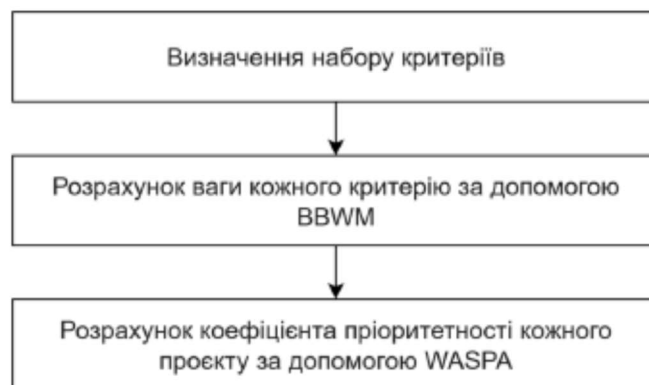 Визначення набору критеріїв
Розрахунок ваги кожного критерію за допомогою
BBWM
Розрахунок коефіцієнта пріоритетності кожного
проєкту за допомогою WASPA